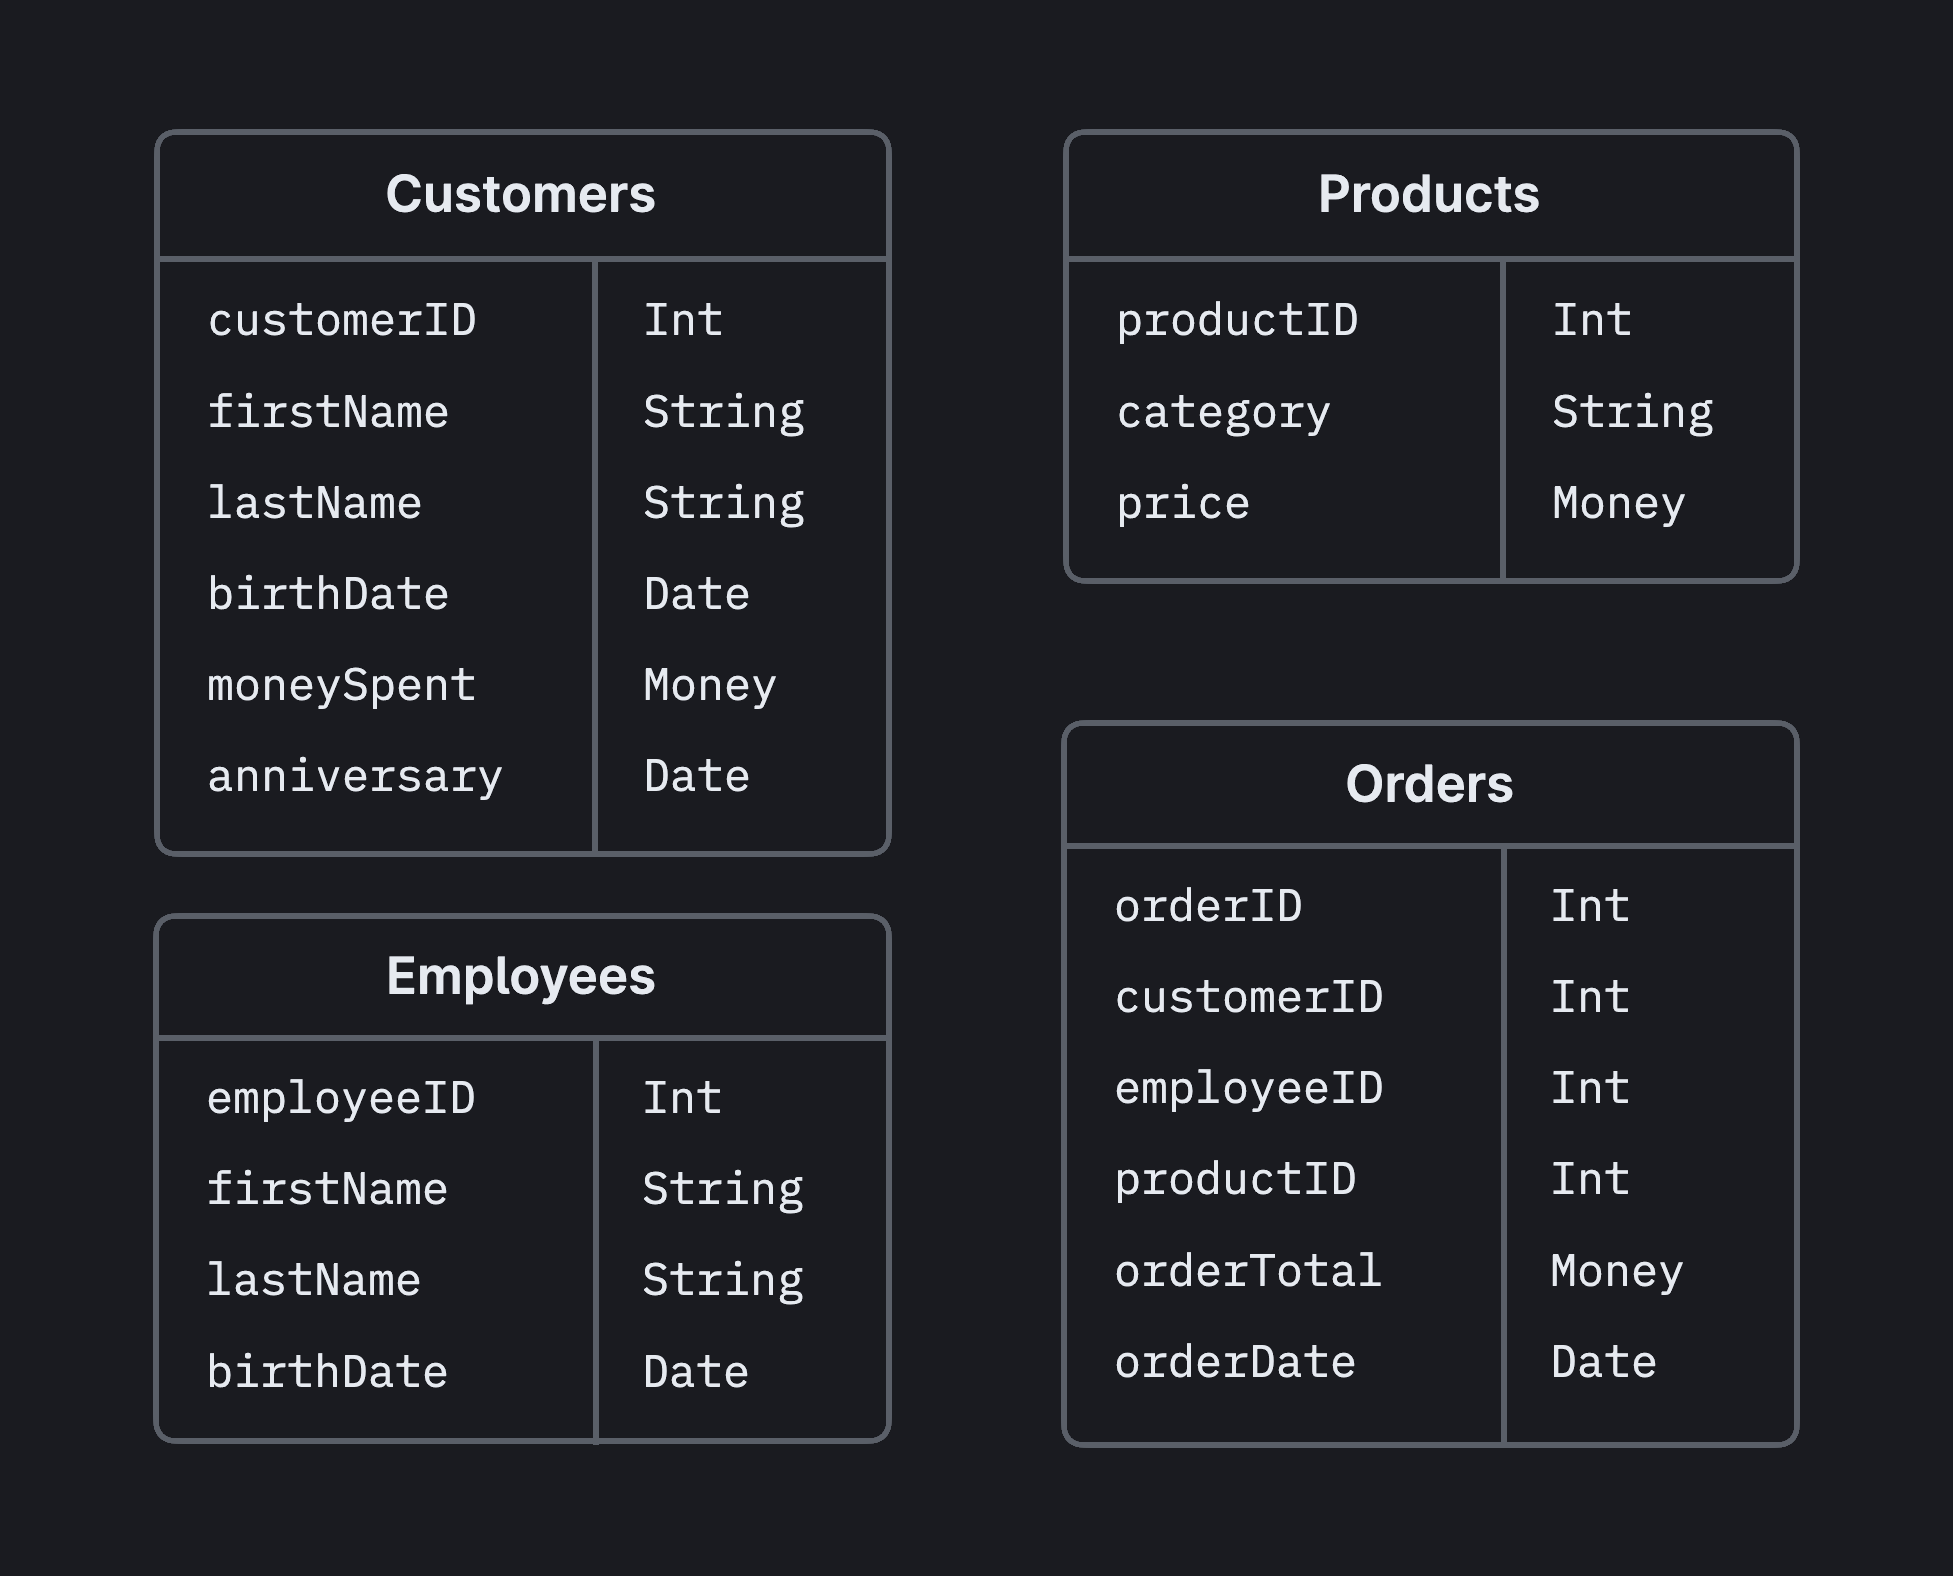 Customers
customerID Int
firstName String
lastName String
birthDate Date
moneySpent Money
anniversary Date
Employees
employeeID Int
firstName String
lastName String
birthDate Date
Products
productID Int
category String
price Money
Orders
orderID Int
customerID Int
employeeID Int
productID Int
orderTotal Money
orderDate Date